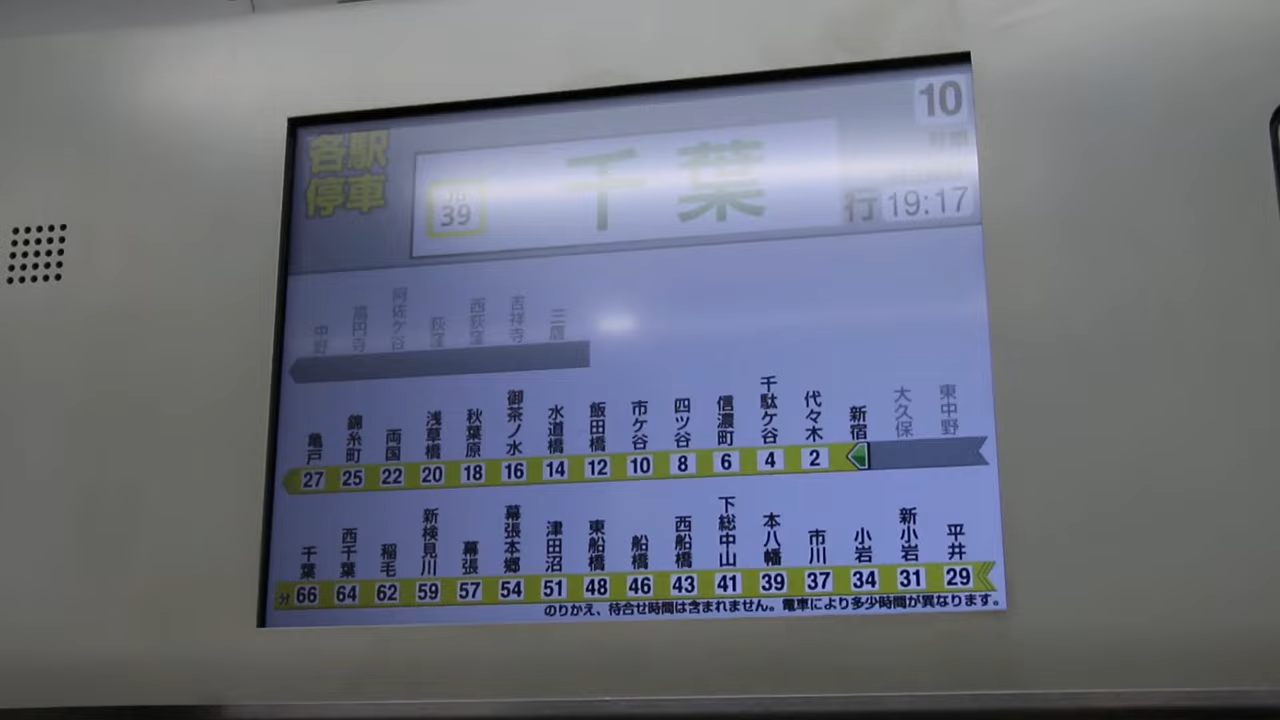 各駅
停車
39
千葉
行
10
19:17
中野 高円寺 阿佐ケ谷 荻窪 西荻窪 吉祥寺 三鷹
亀戸 錦糸町 両国 浅草橋 秋葉原 御茶ノ水 水道橋 飯田橋 市ケ谷 四ツ谷 信濃町 千駄ケ谷 代々木 新宿 大久保 東中野
27 25 22 20 18 16 14 12 10 8 6 4 2
千葉 西千葉 稲毛 新検見川 幕張 幕張本郷 津田沼 東船橋 船橋 西船橋 下総中山 本八幡 市川 小岩 新小岩 平井
分 66 64 62 59 57 54 51 48 46 43 41 39 37 34 31 29
のりかえ、待合せ時間は含まれません。電車により多少時間が異なります。